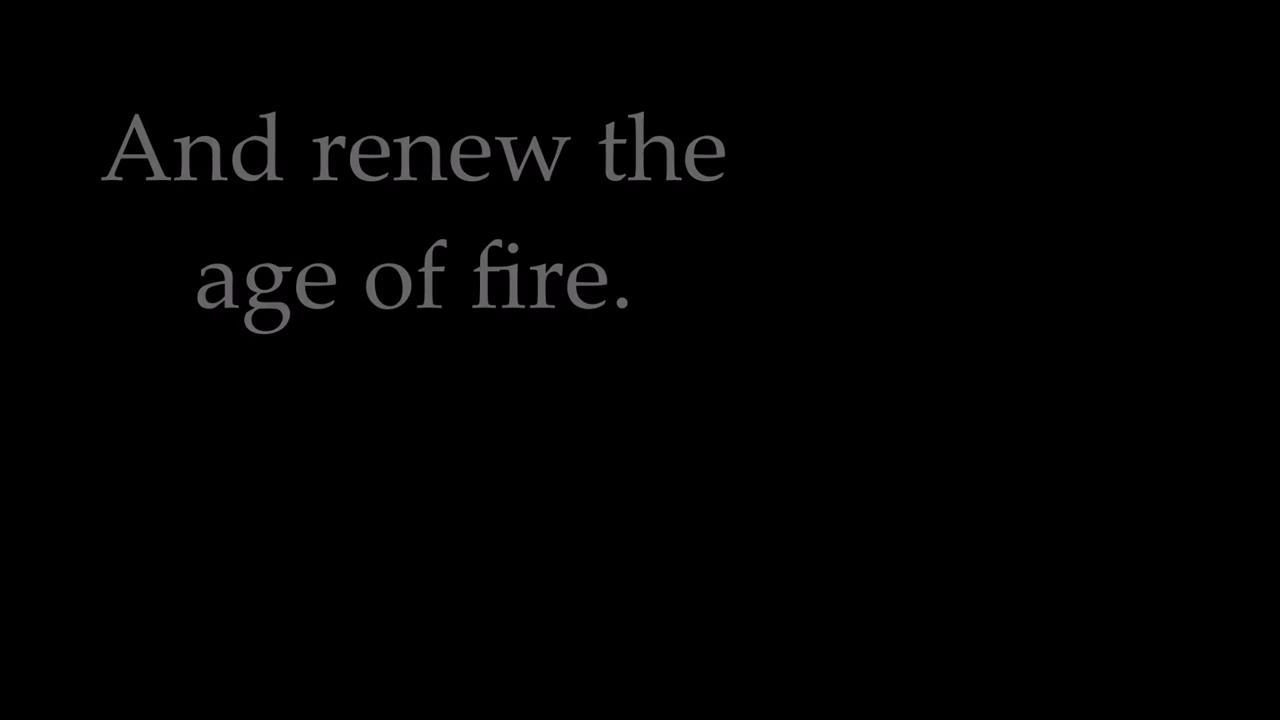 And renew the
age of fire.